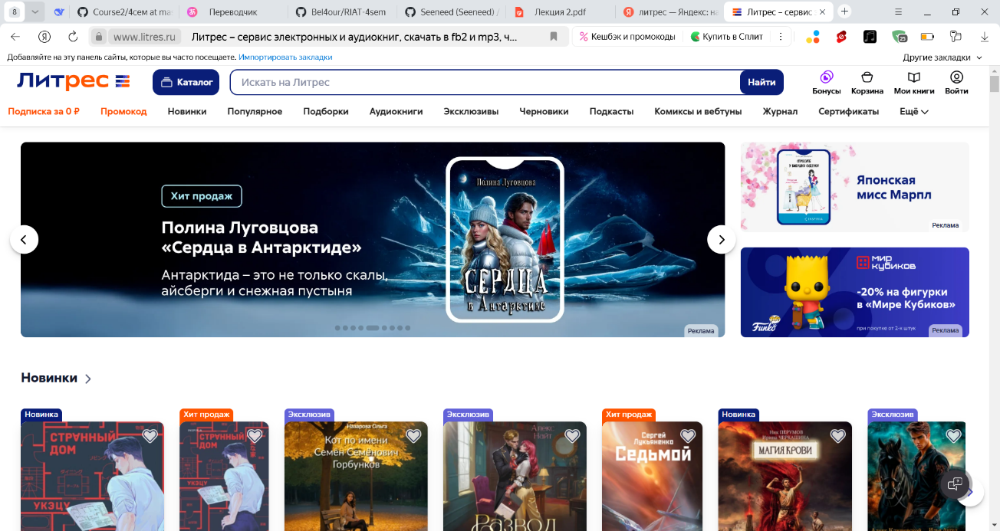 8
Course2/4сем at mas
Переводчик
Bel4our/RIAT-4sem
Seeneed (Seeneed) /
Лекция 2.pdf
литрес — Яндекс: на
Литрес – сервис
www.litres.ru
Литрес – сервис электронных и аудиокниг, скачать в fb2 и mp3, ч...
Кешбэк и промокоды
Купить в Сплит
25
Добавляйте на эту панель сайты, которые вы часто посещаете. Импортировать закладки
Другие закладки
Литрес
Каталог
Искать на Литрес
Найти
Бонусы
Корзина
Мои книги
Войти
Подписка за 0 ₽
Промокод
Новинки
Популярное
Подборки
Аудиокниги
Эксклюзивы
Черновики
Подкасты
Комиксы и вебтуны
Журнал
Сертификаты
Ещё
Хит продаж
Полина Луговцова
«Сердца в Антарктиде»
Антарктида – это не только скалы,
айсберги и снежная пустыня
Полина Луговцова
СЕРДЦА
в Антарктиде
Реклама
Японская
мисс Марпл
Реклама
МИР
КУБИКОВ
-20% на фигурки
в «Мире Кубиков»
Funko
при покупке от 2-х штук
Реклама
Новинки
Новинка
СТРАННЫЙ
ДОМ
УКЭЦУ
Хит продаж
СТРАННЫЙ
ДОМ
УКЭЦУ
Эксклюзив
Назарова Ольга
Кот по имени
Семён Семёнович
Горбунков
Эксклюзив
Алекс
Найт
Развод
Хит продаж
Сергей
Лукьяненко
Седьмой
Новинка
Ник ПЕРУМОВ
Ирина ЧЕРКАШИНА
МАГИЯ КРОВИ
Эксклюзив